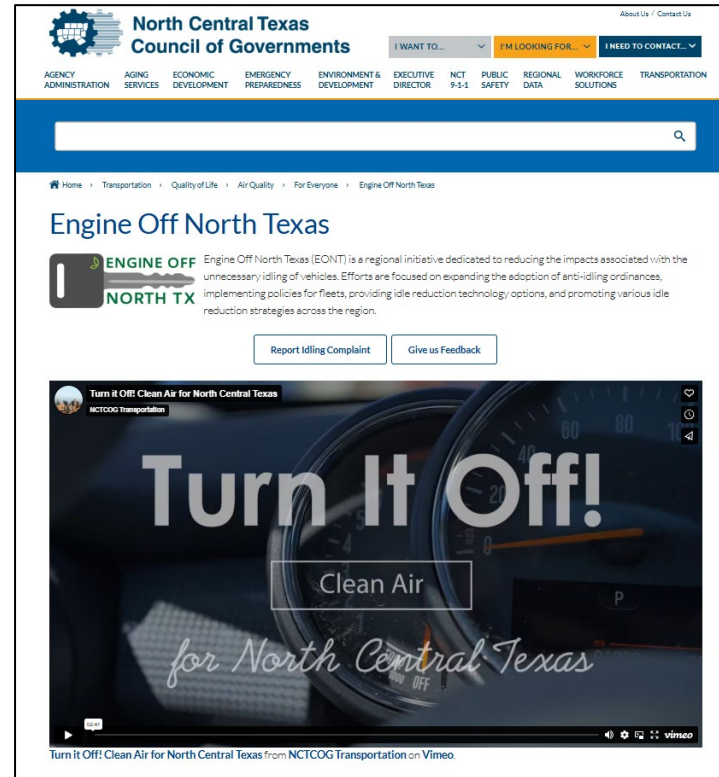 About Us / Contact Us
North Central Texas
Council of Governments
I WANT TO...
I'M LOOKING FOR...
I NEED TO CONTACT...
AGENCY ADMINISTRATION
AGING SERVICES
ECONOMIC DEVELOPMENT
EMERGENCY PREPAREDNESS
ENVIRONMENT & DEVELOPMENT
EXECUTIVE DIRECTOR
NCT 9-1-1
PUBLIC SAFETY
REGIONAL DATA
WORKFORCE SOLUTIONS
TRANSPORTATION
Home > Transportation > Quality of Life > Air Quality > For Everyone > Engine Off North Texas
Engine Off North Texas
ENGINE OFF
NORTH TX
Engine Off North Texas (EONT) is a regional initiative dedicated to reducing the impacts associated with the
unnecessary idling of vehicles. Efforts are focused on expanding the adoption of anti-idling ordinances,
implementing policies for fleets, providing idle reduction technology options, and promoting various idle
reduction strategies across the region.
Report Idling Complaint
Give us Feedback
Turn it Off! Clean Air for North Central Texas
NCTCOG Transportation
60 80
40
20
Turn It Off!
Clean Air
P
for North Central Texas
OFF
02:41
vimeo
Turn it Off! Clean Air for North Central Texas from NCTCOG Transportation on Vimeo.